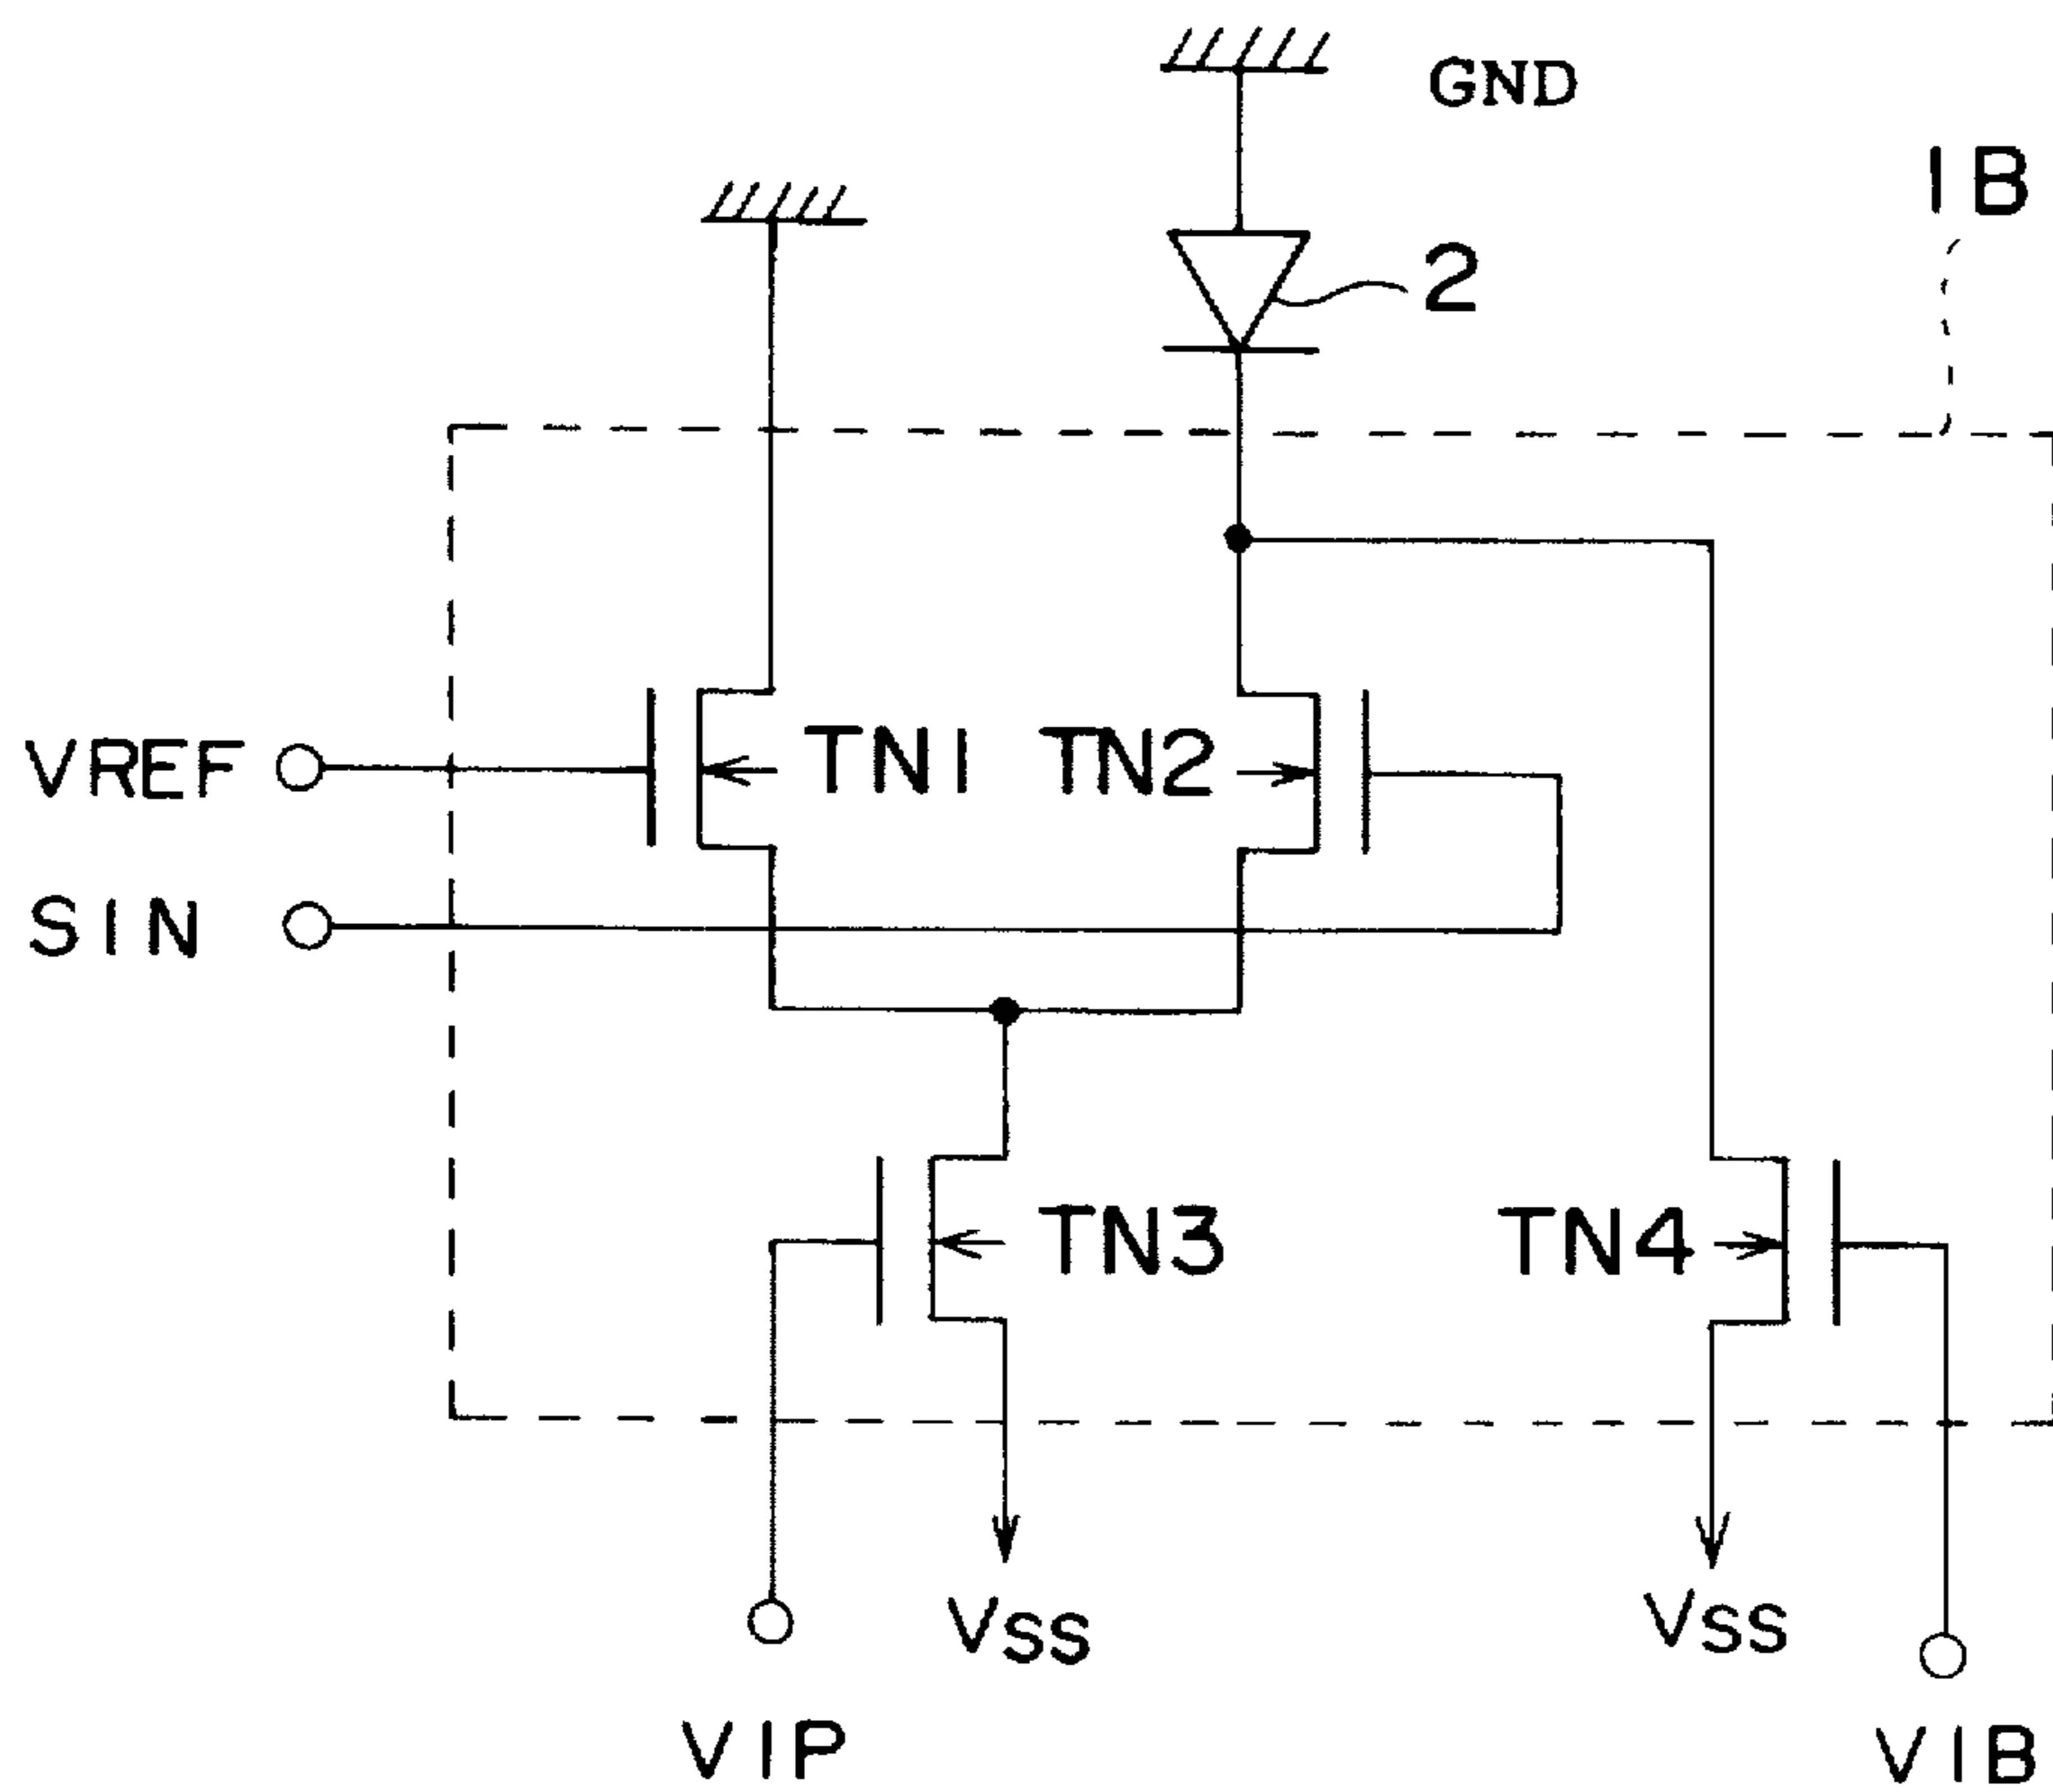 GND
1B
2
VREF
TN1 TN2
SIN
TN3
TN4
VSS
VSS
VIP
VIB